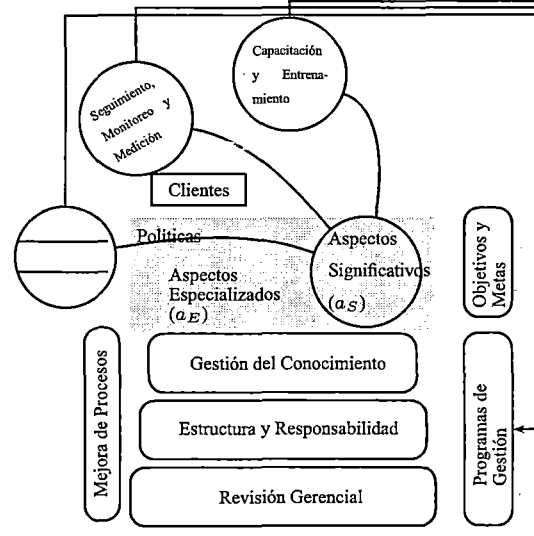 Capacitación
y Entrena-
miento
Seguimiento,
Monitoreo y
Medición
Clientes
Políticas
Aspectos
Significativos
(a_S)
Aspectos
Especializados
(a_E)
Objetivos y
Metas
Gestión del Conocimiento
Mejora de Procesos
Estructura y Responsabilidad
Programas de
Gestión
Revisión Gerencial